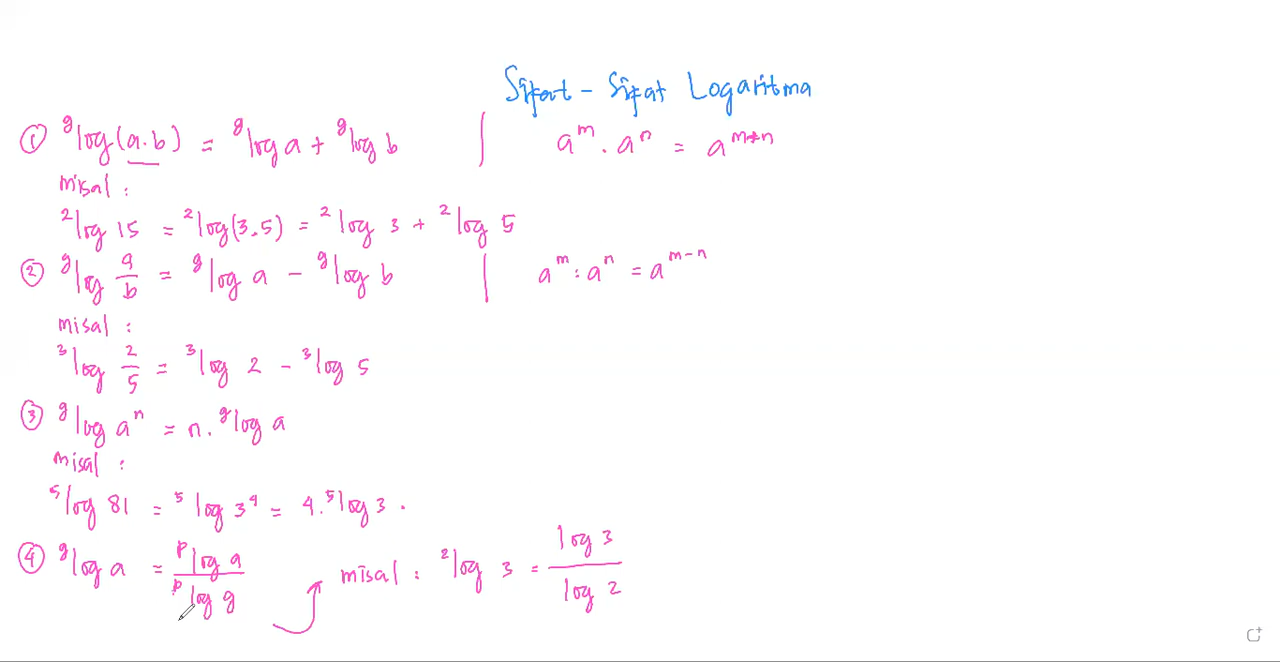 Sifat - Sifat Logaritma
① ᵍlog(a.b) = ᵍlog a + ᵍlog b | aᵐ . aⁿ = aᵐ⁺ⁿ
misal :
²log 15 = ²log(3.5) = ²log 3 + ²log 5
② ᵍlog a/b = ᵍlog a - ᵍlog b | aᵐ : aⁿ = aᵐ⁻ⁿ
misal :
³log 2/5 = ³log 2 - ³log 5
③ ᵍlog aⁿ = n . ᵍlog a
misal :
⁵log 81 = ⁵log 3⁴ = 4 . ⁵log 3 .
④ ᵍlog a = ᵖlog a / ᵖlog g misal : ²log 3 = log 3 / log 2